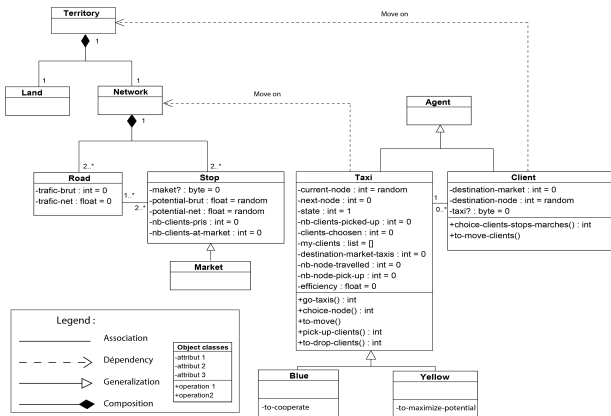 Territory
Move on
1
1
1
Land
Network
1
Move on
Agent
2..*
2..*
Road
-trafic-brut : int = 0
-trafic-net : float = 0
1..*
2..*
Stop
-maket? : byte = 0
-potential-brut : float = random
-potential-net : float = random
-nb-clients-pris : int = 0
-nb-clients-at-market : int = 0
Market
Taxi
-current-node : int = random
-next-node : int = 0
-state : int = 1
-nb-clients-picked-up : int = 0
-clients-choosen : int = 0
-my-clients : list = []
-destination-market-taxis : int = 0
-nb-node-travelled : int = 0
-nb-node-pick-up : int = 0
-efficiency : float = 0
+go-taxis() : int
+choice-node() : int
+to-move()
+pick-up-clients() : int
+to-drop-clients() : int
1
0..*
Client
-destination-market : int = 0
-destination-node : int = random
-taxi? : byte = 0
+choice-clients-stops-marches() : int
+to-move-clients()
Blue
-to-cooperate
Yellow
-to-maximize-potential
Legend :
Association
Dépendency
Generalization
Composition
Object classes
-attribut 1
-attribut 2
-attribut 3
+operation 1
+operation2